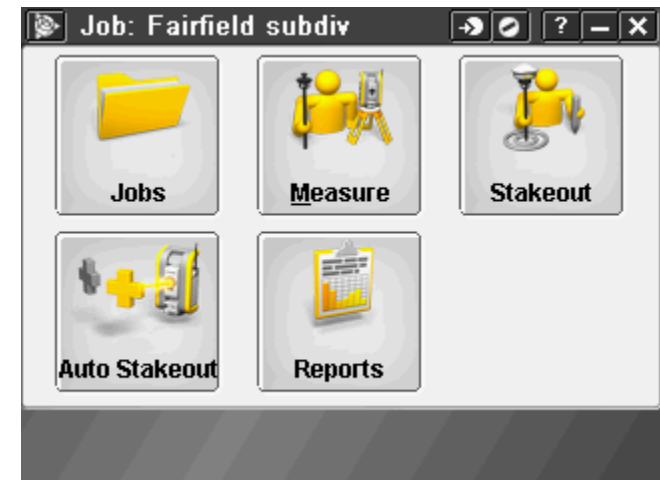 Job: Fairfield subdiv
?
Jobs
Measure
Stakeout
Auto Stakeout
Reports